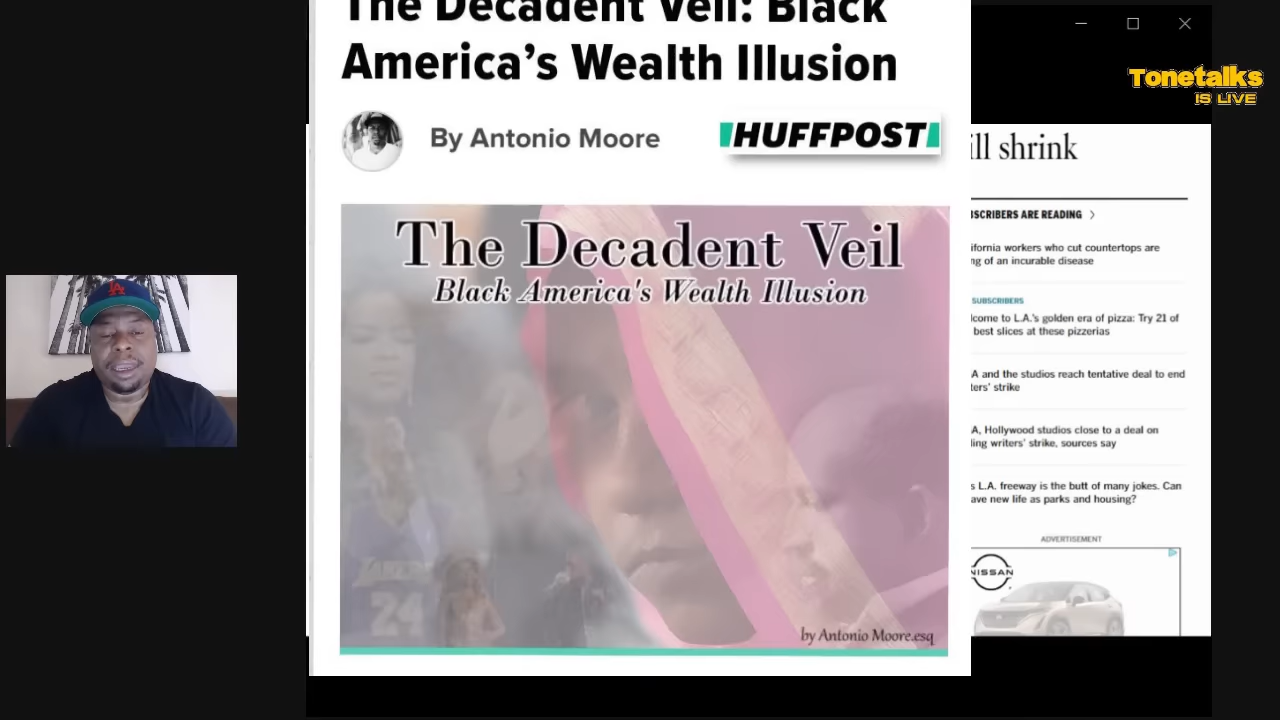 The Decadent Veil: Black
America's Wealth Illusion
By Antonio Moore
HUFFPOST
The Decadent Veil
Black America's Wealth Illusion
LAKERS
24
by Antonio Moore.esq
LA
Tonetalks
IS LIVE
ill shrink
SCRIBERS ARE READING >
ifornia workers who cut countertops are
ng of an incurable disease
SUBSCRIBERS
lcome to L.A.'s golden era of pizza: Try 21 of
best slices at these pizzerias
A and the studios reach tentative deal to end
ters' strike
A, Hollywood studios close to a deal on
ling writers' strike, sources say
s L.A. freeway is the butt of many jokes. Can
ave new life as parks and housing?
ADVERTISEMENT
NISSAN